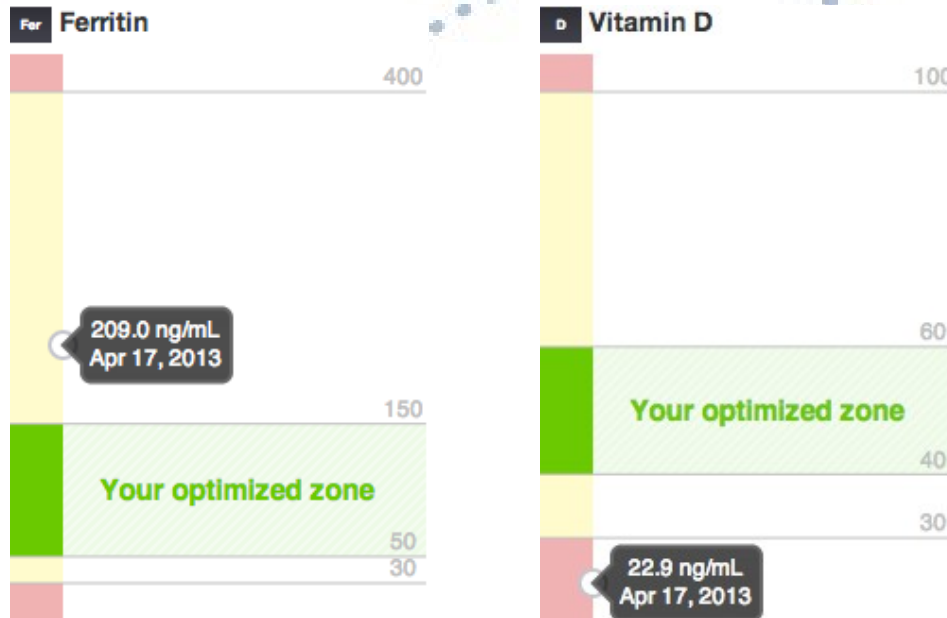 Fer Ferritin
400
209.0 ng/mL
Apr 17, 2013
150
Your optimized zone
50
30
D Vitamin D
100
60
Your optimized zone
40
30
22.9 ng/mL
Apr 17, 2013